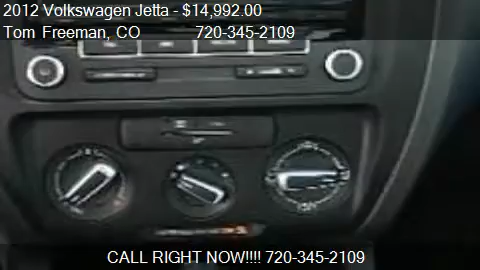 2012 Volkswagen Jetta - $14,992.00
Tom Freeman, CO 720-345-2109
CALL RIGHT NOW!!!! 720-345-2109